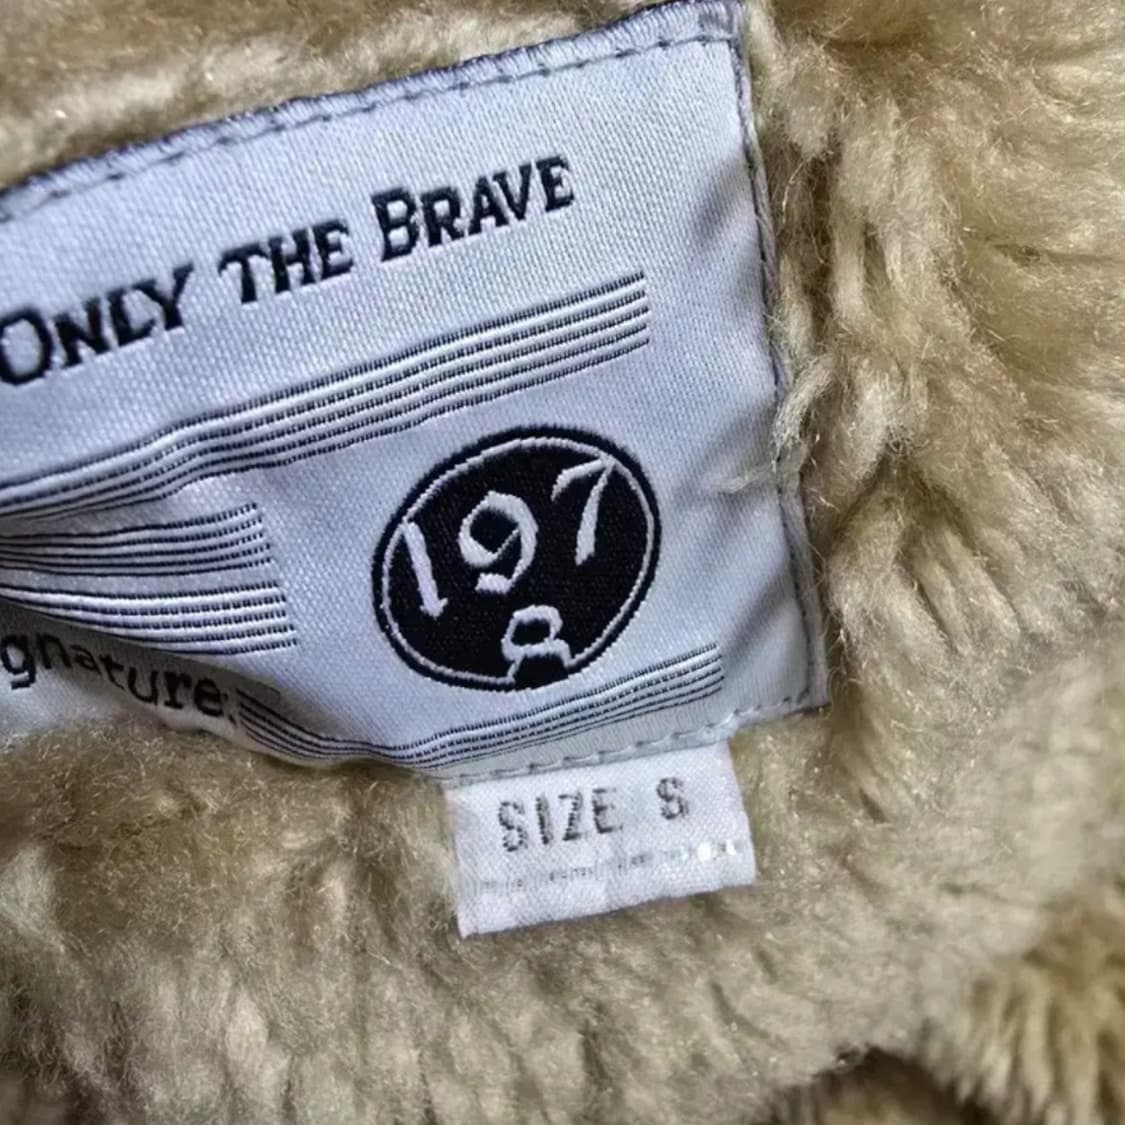 ONLY THE BRAVE
197
8
gnature:
SIZE S